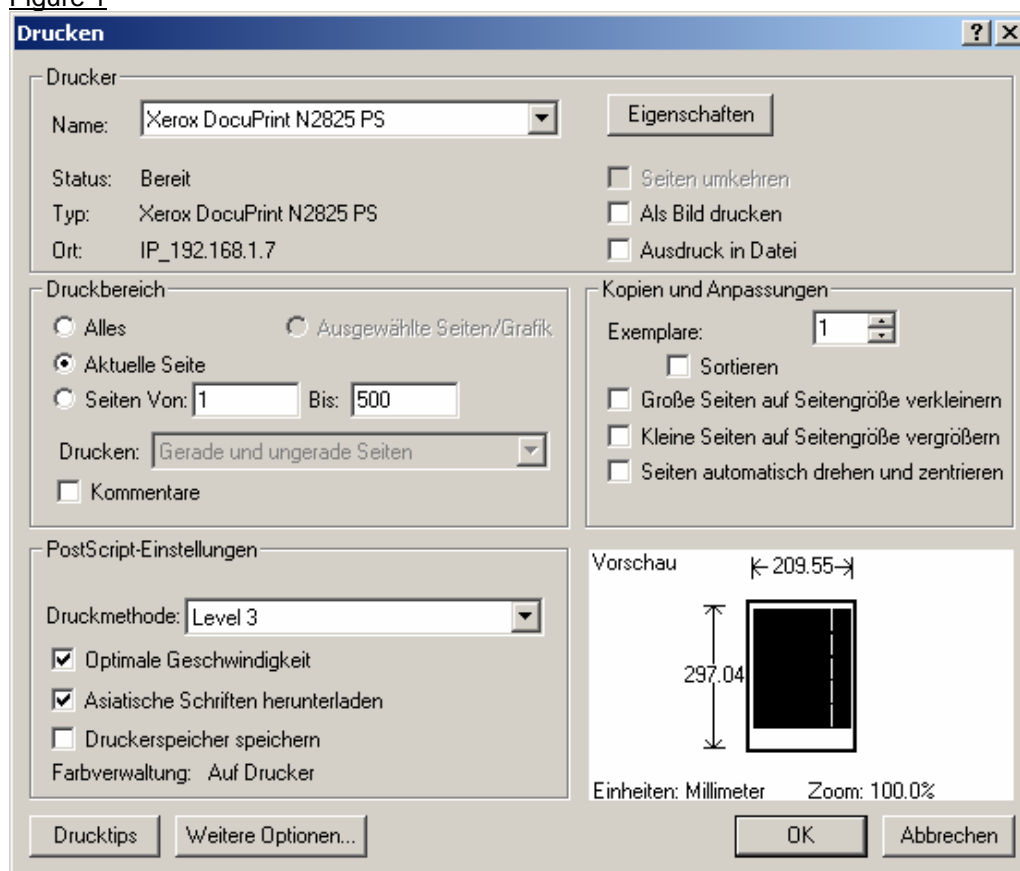 Figure 1
Drucken
Drucker
Name: Xerox DocuPrint N2825 PS
Eigenschaften
Status: Bereit
Seiten umkehren
Typ: Xerox DocuPrint N2825 PS
Als Bild drucken
Ort: IP_192.168.1.7
Ausdruck in Datei
Druckbereich
Alles
Ausgewählte Seiten/Grafik
Aktuelle Seite
Seiten Von: 1 Bis: 500
Drucken: Gerade und ungerade Seiten
Kommentare
Kopien und Anpassungen
Exemplare: 1
Sortieren
Große Seiten auf Seitengröße verkleinern
Kleine Seiten auf Seitengröße vergrößern
Seiten automatisch drehen und zentrieren
PostScript-Einstellungen
Druckmethode: Level 3
Optimale Geschwindigkeit
Asiatische Schriften herunterladen
Druckerspeicher speichern
Farbverwaltung: Auf Drucker
Vorschau
209.55
297.04
Einheiten: Millimeter Zoom: 100.0%
Drucktips
Weitere Optionen...
OK
Abbrechen